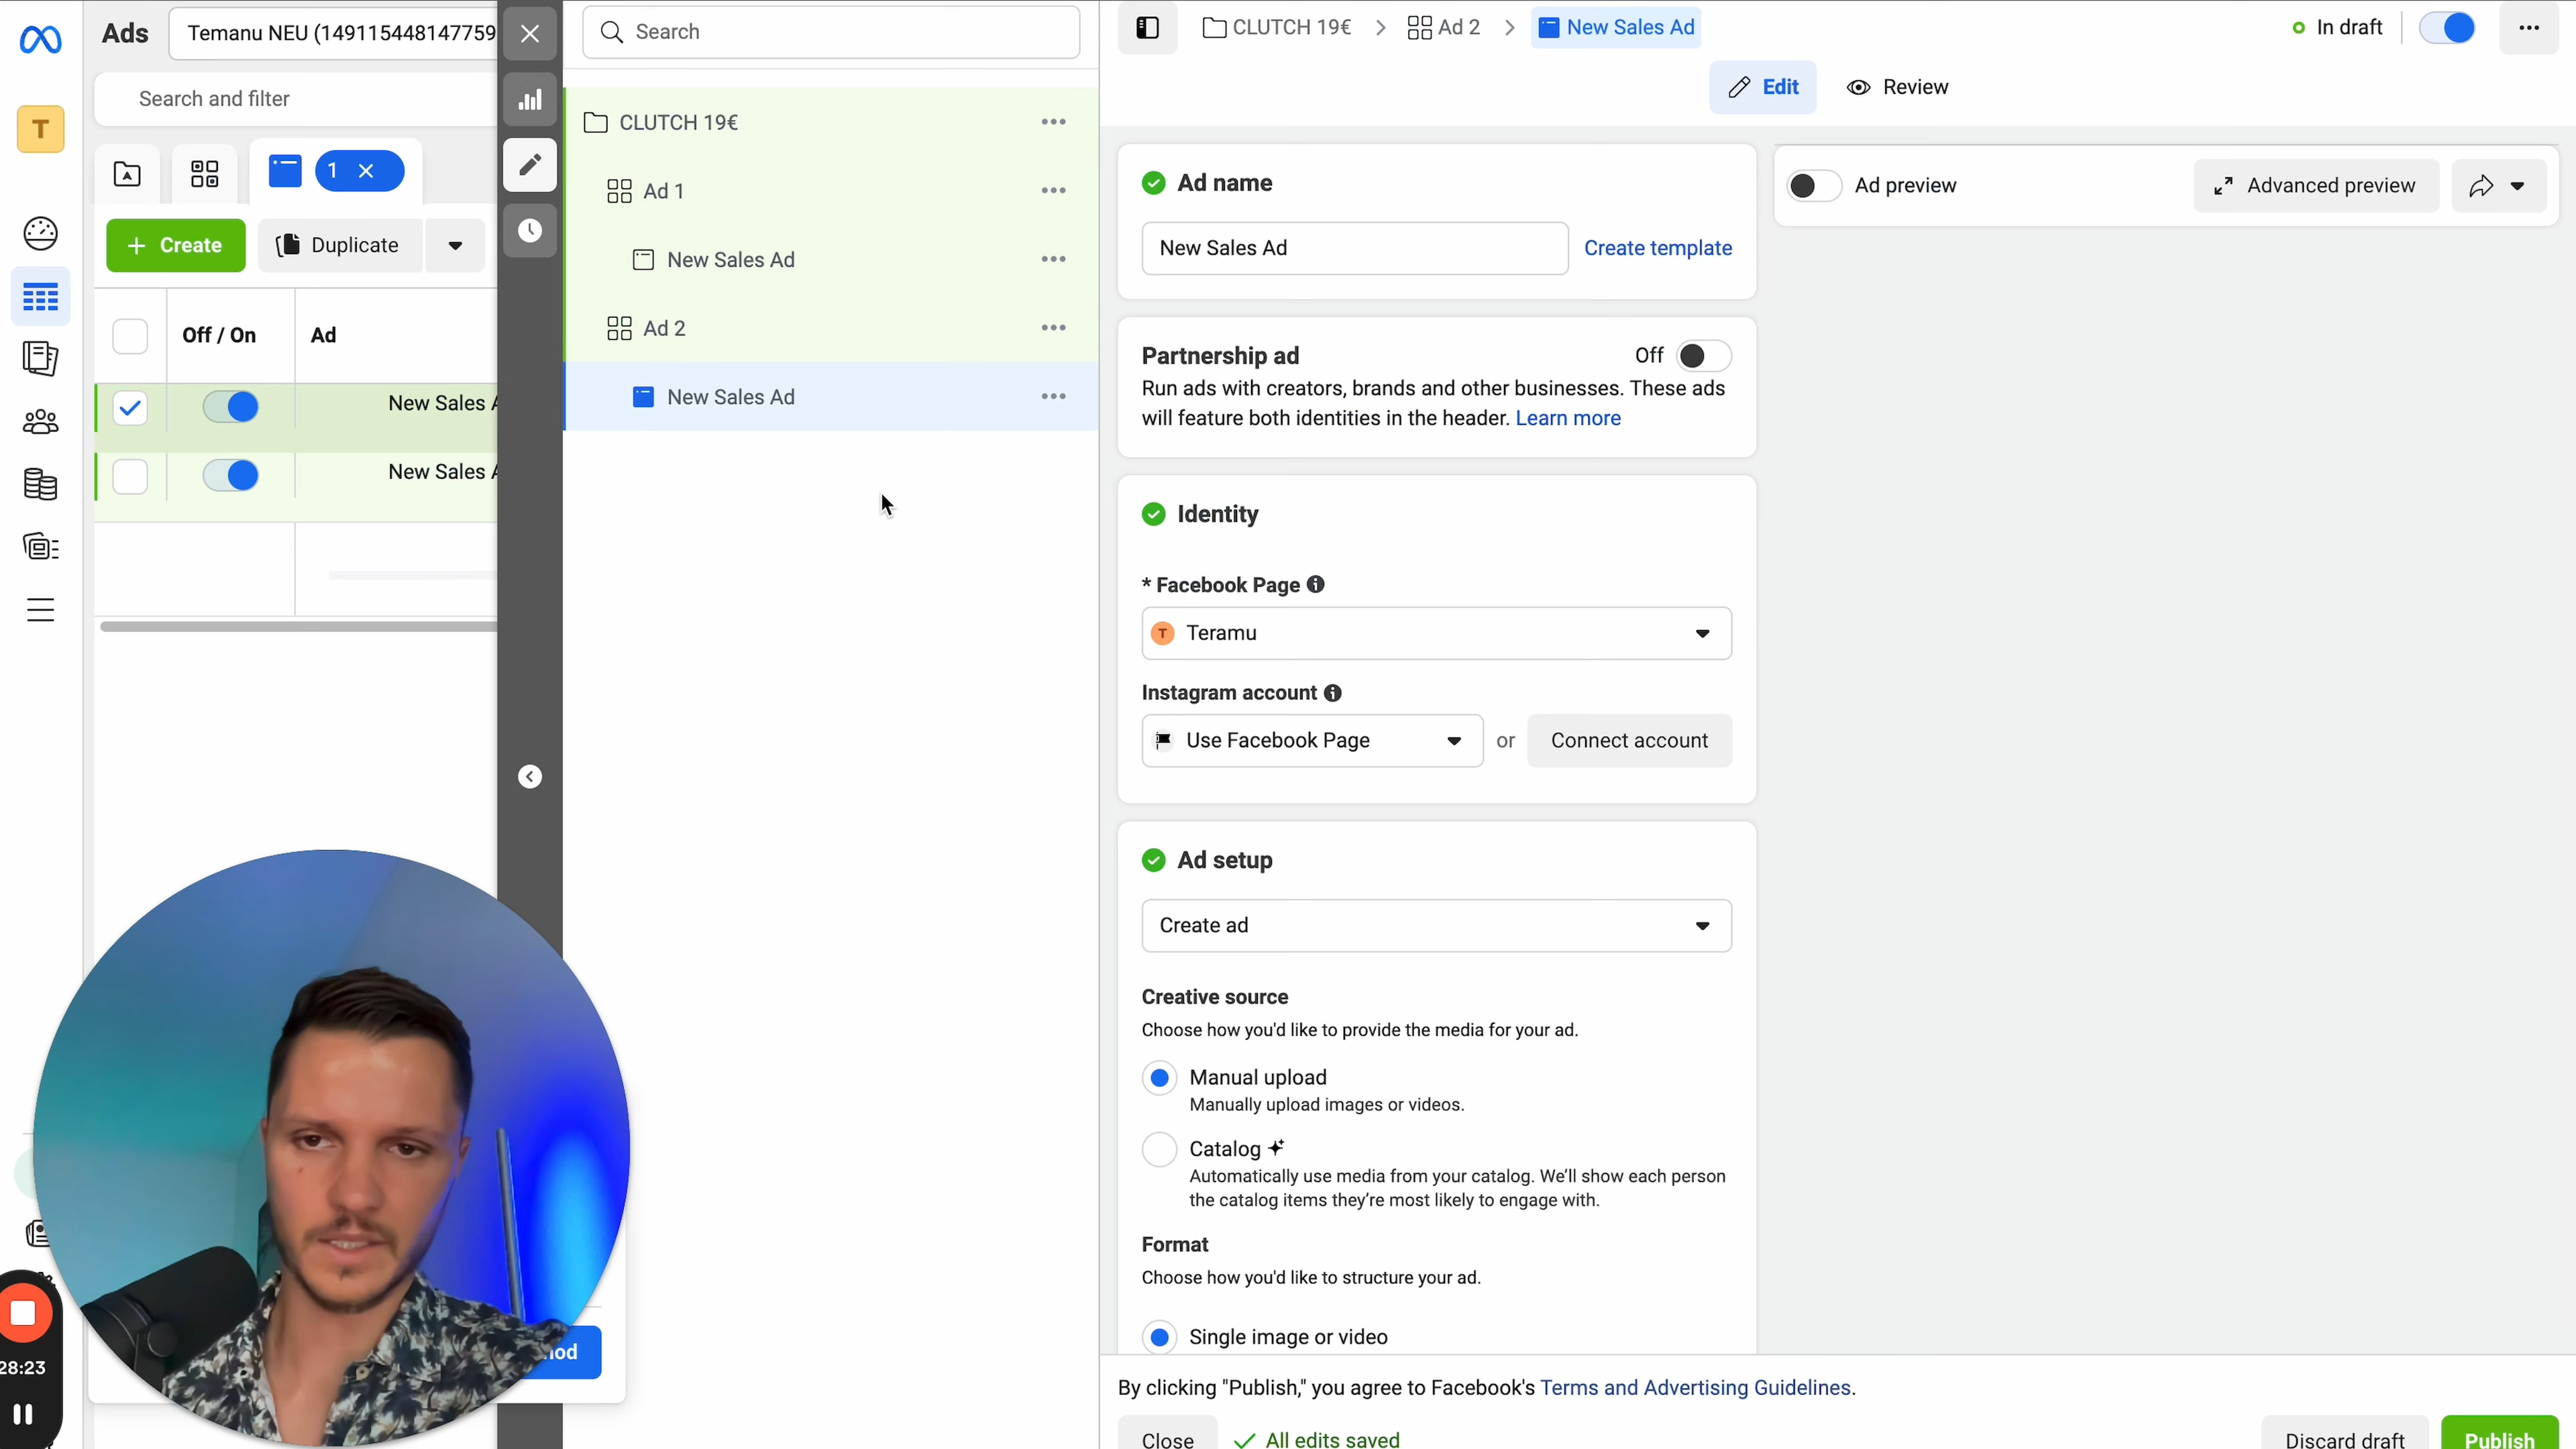 Ads
Temanu NEU (149115448147759
Search and filter
1
Create
Duplicate
Off / On
Ad
New Sales A
New Sales A
T
28:23
Search
CLUTCH 19€
Ad 1
New Sales Ad
Ad 2
New Sales Ad
CLUTCH 19€
Ad 2
New Sales Ad
In draft
Edit
Review
Ad name
New Sales Ad
Create template
Partnership ad
Off
Run ads with creators, brands and other businesses. These ads
will feature both identities in the header. Learn more
Identity
* Facebook Page
T
Teramu
Instagram account
Use Facebook Page
or
Connect account
Ad setup
Create ad
Creative source
Choose how you'd like to provide the media for your ad.
Manual upload
Manually upload images or videos.
Catalog
Automatically use media from your catalog. We'll show each person
the catalog items they're most likely to engage with.
Format
Choose how you'd like to structure your ad.
Single image or video
Ad preview
Advanced preview
By clicking "Publish," you agree to Facebook's Terms and Advertising Guidelines.
Close
All edits saved
Discard draft
Publish